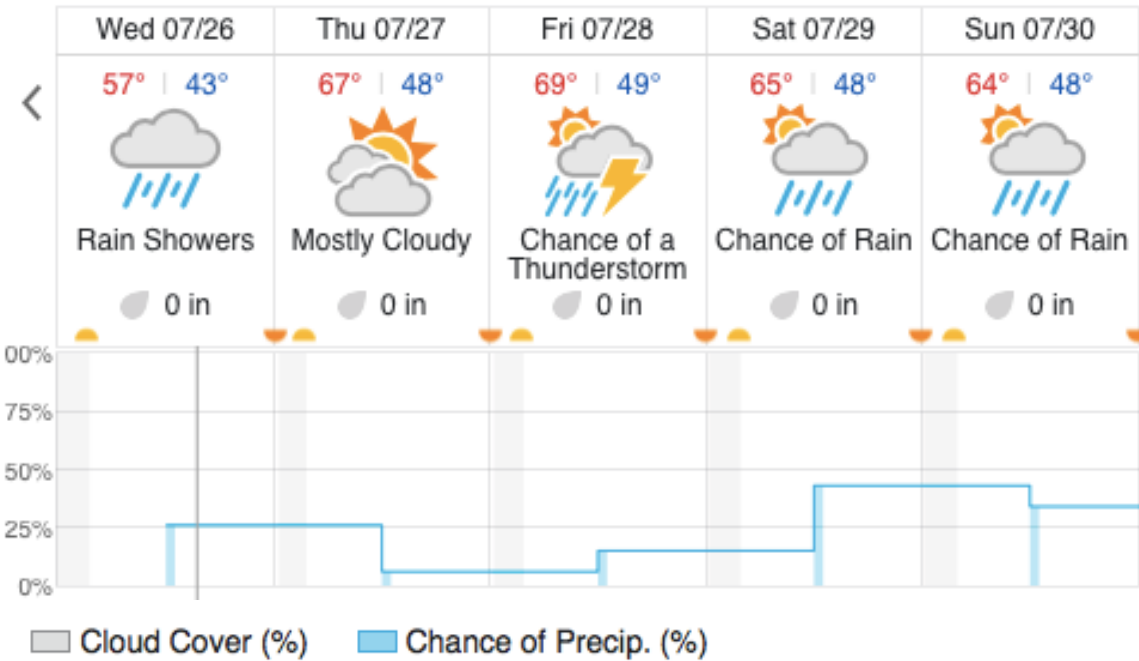 Wed 07/26 Thu 07/27 Fri 07/28 Sat 07/29 Sun 07/30
57° | 43° 67° | 48° 69° | 49° 65° | 48° 64° | 48°
Rain Showers Mostly Cloudy Chance of a Thunderstorm Chance of Rain Chance of Rain
0 in 0 in 0 in 0 in 0 in
00%
75%
50%
25%
0%
Cloud Cover (%) Chance of Precip. (%)